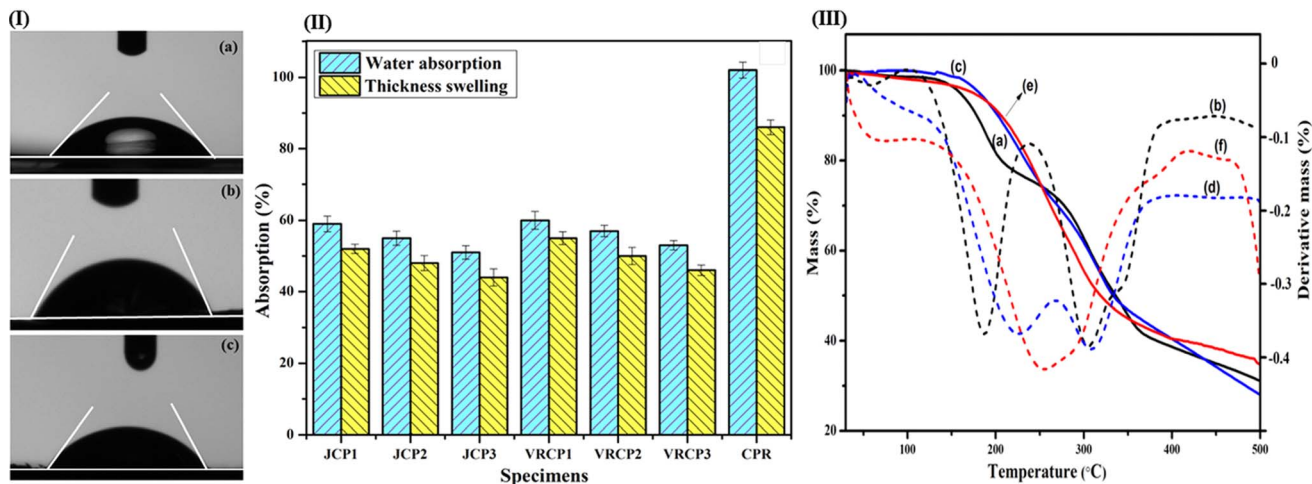 (I)
(a)
(b)
(c)
(II)
Water absorption
Thickness swelling
Absorption (%)
100
80
60
40
20
0
JCP1 JCP2 JCP3 VRCP1 VRCP2 VRCP3 CPR
Specimens
(III)
Mass (%)
100
80
60
40
20
(c)
(e)
(a)
(b)
(f)
(d)
0
-0.1
-0.2
-0.3
-0.4
Derivative mass (%)
100 200 300 400 500
Temperature (°C)